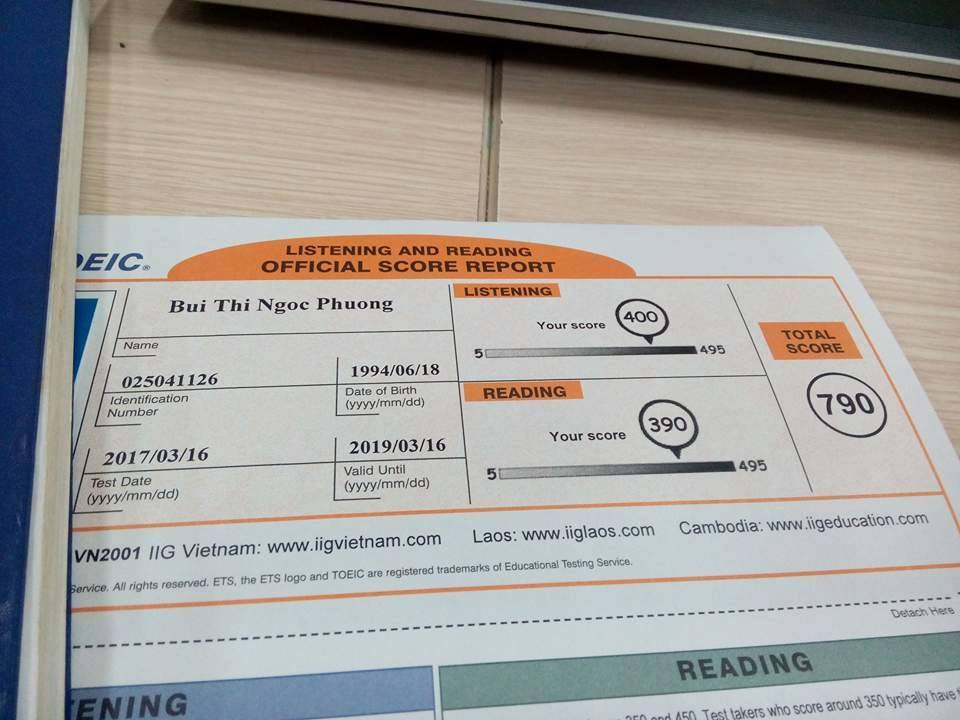 LISTENING AND READING
OFFICIAL SCORE REPORT
Bui Thi Ngoc Phuong
Name
025041126
Identification
Number
1994/06/18
Date of Birth
(yyyy/mm/dd)
2017/03/16
Test Date
(yyyy/mm/dd)
2019/03/16
Valid Until
(yyyy/mm/dd)
LISTENING
Your score
400
5
495
READING
Your score
390
5
495
TOTAL
SCORE
790
VN2001 IIG Vietnam: www.iigvietnam.com Laos: www.iiglaos.com Cambodia: www.iigeducation.com
Service. All rights reserved. ETS, the ETS logo and TOEIC are registered trademarks of Educational Testing Service.
Detach Here
READING
and 450. Test takers who score around 350 typically have